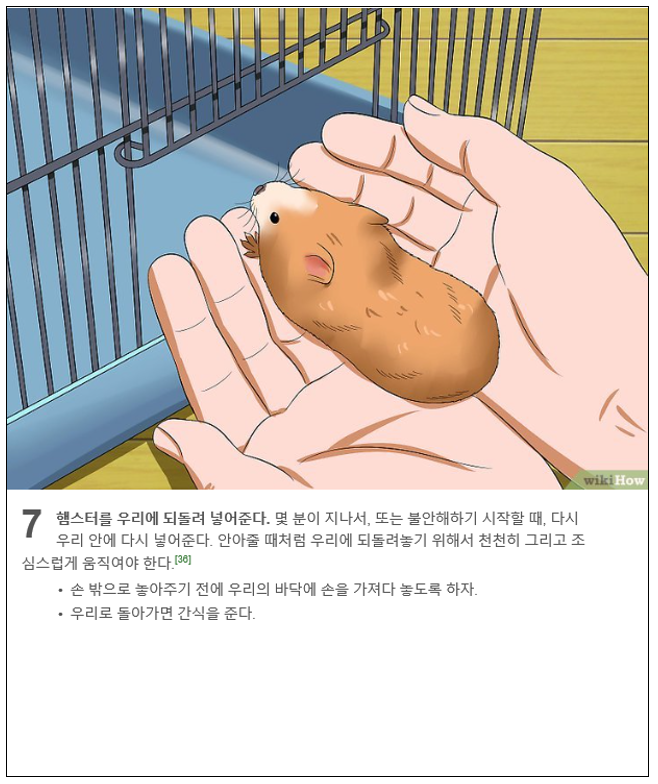 wikiHow
7 햄스터를 우리에 되돌려 넣어준다. 몇 분이 지나서, 또는 불안해하기 시작할 때, 다시
우리 안에 다시 넣어준다. 안아줄 때처럼 우리에 되돌려놓기 위해서 천천히 그리고 조
심스럽게 움직여야 한다.[36]
• 손 밖으로 놓아주기 전에 우리의 바닥에 손을 가져다 놓도록 하자.
• 우리로 돌아가면 간식을 준다.